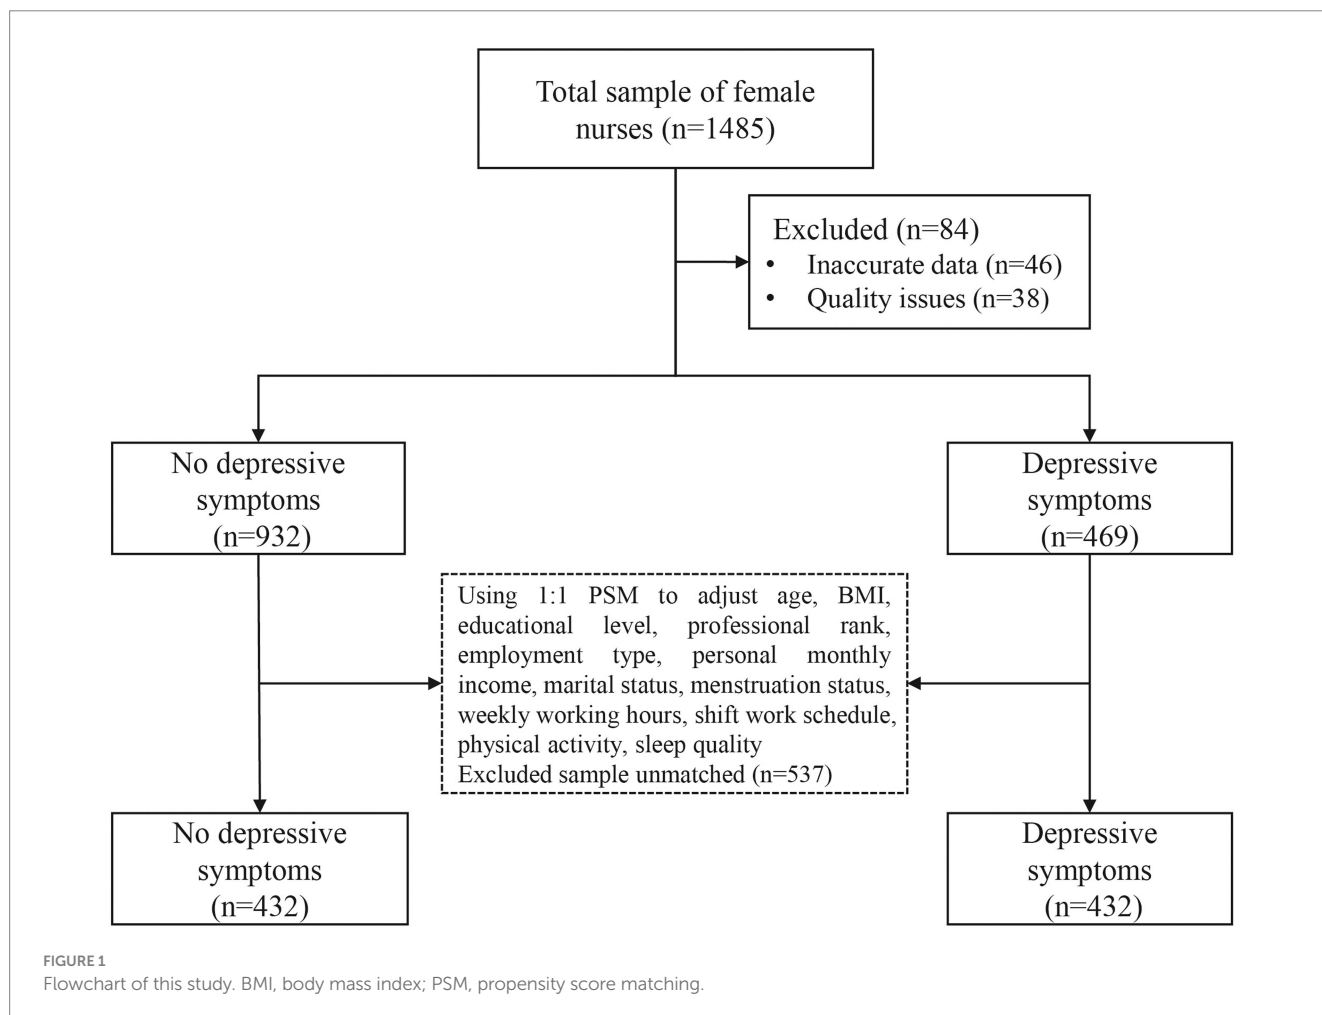 Total sample of female
nurses (n=1485)
Excluded (n=84)
• Inaccurate data (n=46)
• Quality issues (n=38)
No depressive
symptoms
(n=932)
Depressive
symptoms
(n=469)
Using 1:1 PSM to adjust age, BMI,
educational level, professional rank,
employment type, personal monthly
income, marital status, menstruation status,
weekly working hours, shift work schedule,
physical activity, sleep quality
Excluded sample unmatched (n=537)
No depressive
symptoms
(n=432)
Depressive
symptoms
(n=432)
FIGURE 1
Flowchart of this study. BMI, body mass index; PSM, propensity score matching.